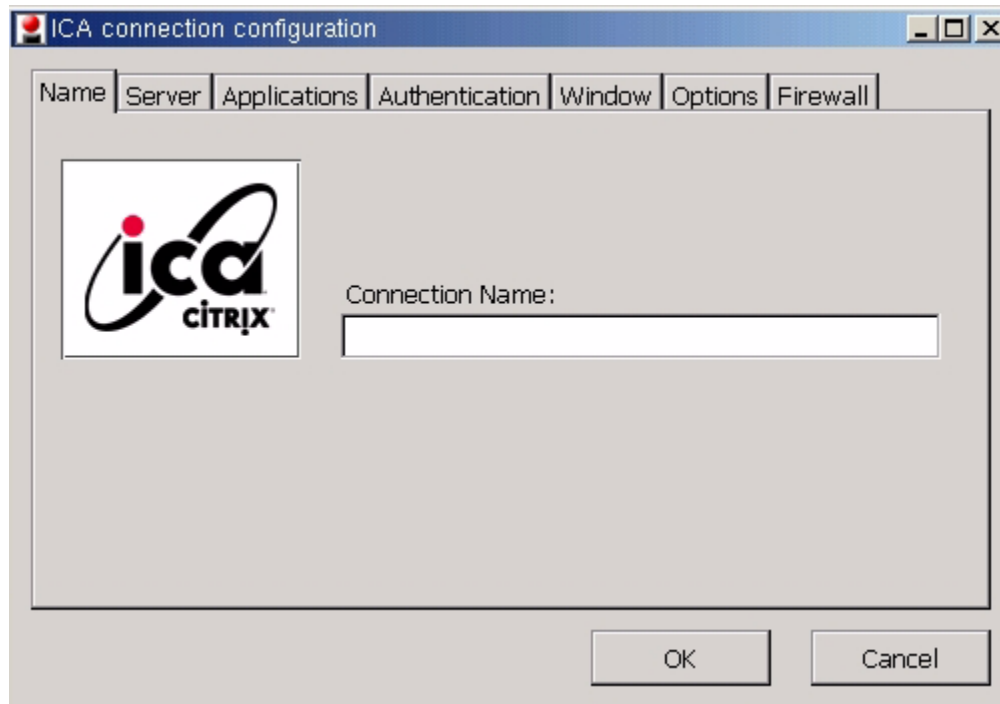 ICA connection configuration
Name Server Applications Authentication Window Options Firewall
ica
CITRIX
Connection Name:
OK Cancel